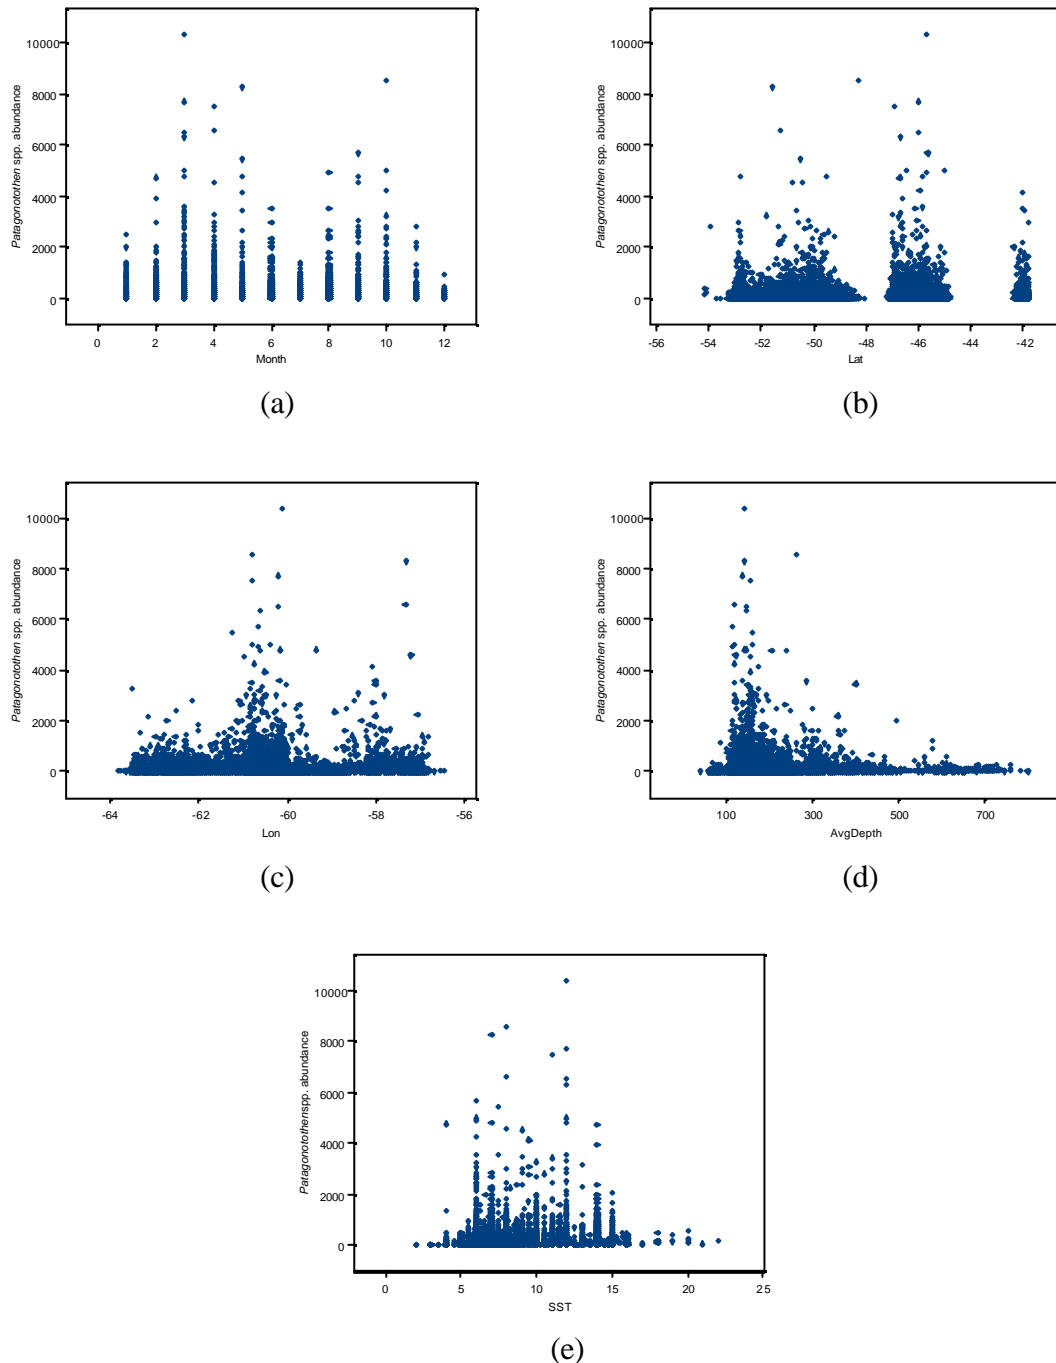 10000
8000
6000
4000
2000
0
Patagonotothen spp. abundance
0 2 4 6 8 10 12
Month
(a)
10000
8000
6000
4000
2000
0
Patagonotothen spp. abundance
-56 -54 -52 -50 -48 -46 -44 -42
Lat
(b)
10000
8000
6000
4000
2000
0
Patagonotothen spp. abundance
-64 -62 -60 -58 -56
Lon
(c)
10000
8000
6000
4000
2000
0
Patagonotothen spp. abundance
100 300 500 700
AvgDepth
(d)
10000
8000
6000
4000
2000
0
Patagonotothenspp. abundance
0 5 10 15 20 25
SST
(e)